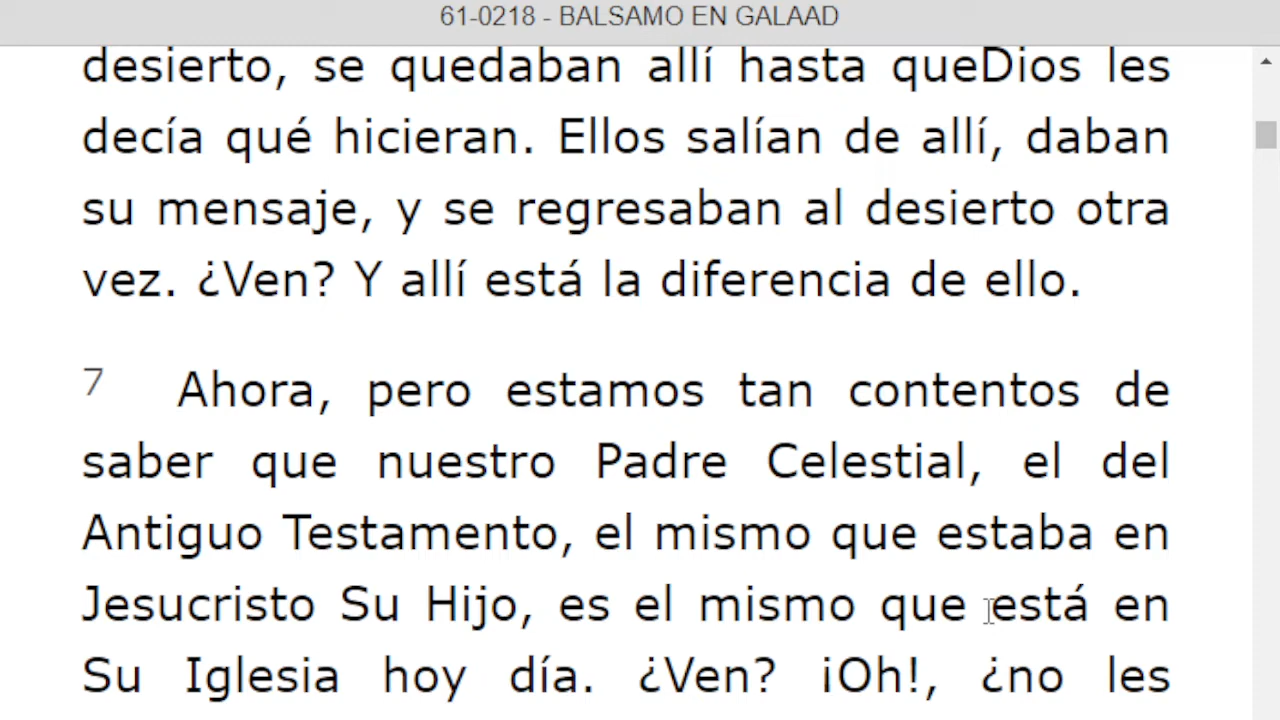 61-0218 - BALSAMO EN GALAAD
desierto, se quedaban allí hasta queDios les
decía qué hicieran. Ellos salían de allí, daban
su mensaje, y se regresaban al desierto otra
vez. ¿Ven? Y allí está la diferencia de ello.
7 Ahora, pero estamos tan contentos de
saber que nuestro Padre Celestial, el del
Antiguo Testamento, el mismo que estaba en
Jesucristo Su Hijo, es el mismo que está en
Su Iglesia hoy día. ¿Ven? ¡Oh!, ¿no les